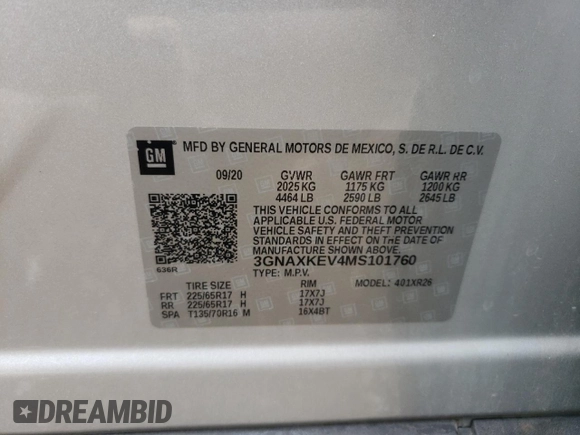 GM
MFD BY GENERAL MOTORS DE MEXICO, S. DE R.L. DE C.V.
09/20 GVWR GAWR FRT GAWR RR
2025 KG 1175 KG 1200 KG
4464 LB 2590 LB 2645 LB
THIS VEHICLE CONFORMS TO ALL
APPLICABLE U.S. FEDERAL MOTOR
VEHICLE SAFETY, BUMPER, AND THEFT
PREVENTION STANDARDS IN
EFFECT ON THE DATE OF
MANUFACTURE SHOWN ABOVE.
3GNAXKEV4MS101760
636R TYPE: M.P.V.
TIRE SIZE RIM MODEL: 401XR26
FRT 225/65R17 H 17X7J
RR 225/65R17 H 17X7J
SPA T135/70R16 M 16X4BT
DREAMBID